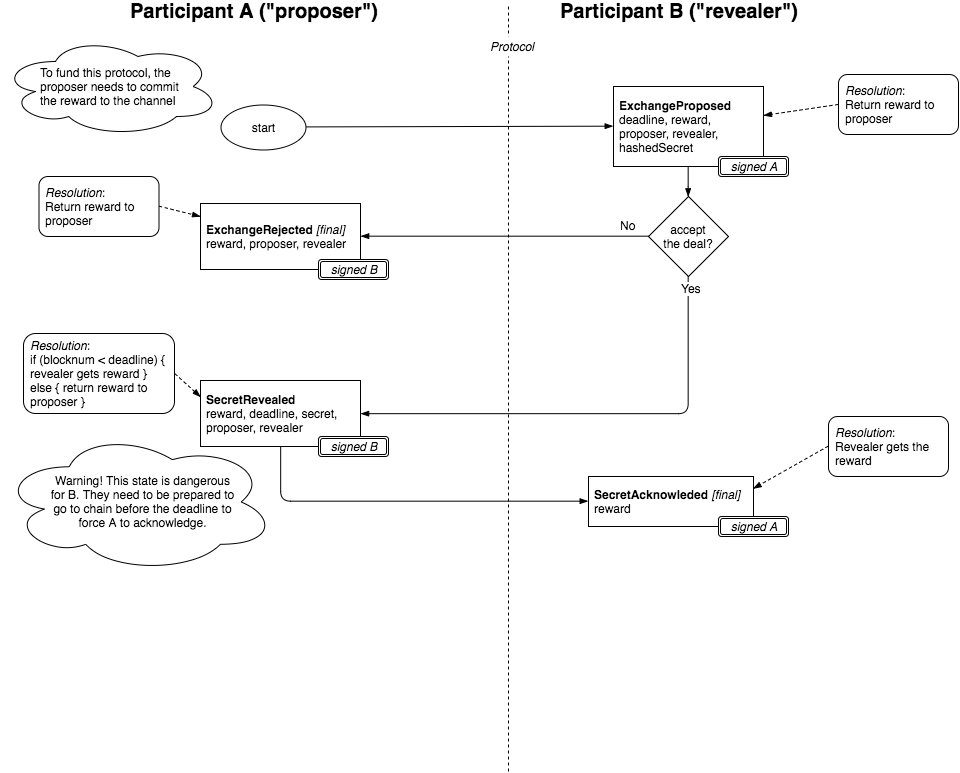 Participant A ("proposer")
Participant B ("revealer")
Protocol
To fund this protocol, the
proposer needs to commit
the reward to the channel
start
ExchangeProposed
deadline, reward,
proposer, revealer,
hashedSecret
signed A
Resolution:
Return reward to
proposer
Resolution:
Return reward to
proposer
ExchangeRejected [final]
reward, proposer, revealer
signed B
No
accept
the deal?
Yes
Resolution:
if (blocknum < deadline) {
revealer gets reward }
else { return reward to
proposer }
SecretRevealed
reward, deadline, secret,
proposer, revealer
signed B
Warning! This state is dangerous
for B. They need to be prepared to
go to chain before the deadline to
force A to acknowledge.
SecretAcknowleded [final]
reward
signed A
Resolution:
Revealer gets the
reward